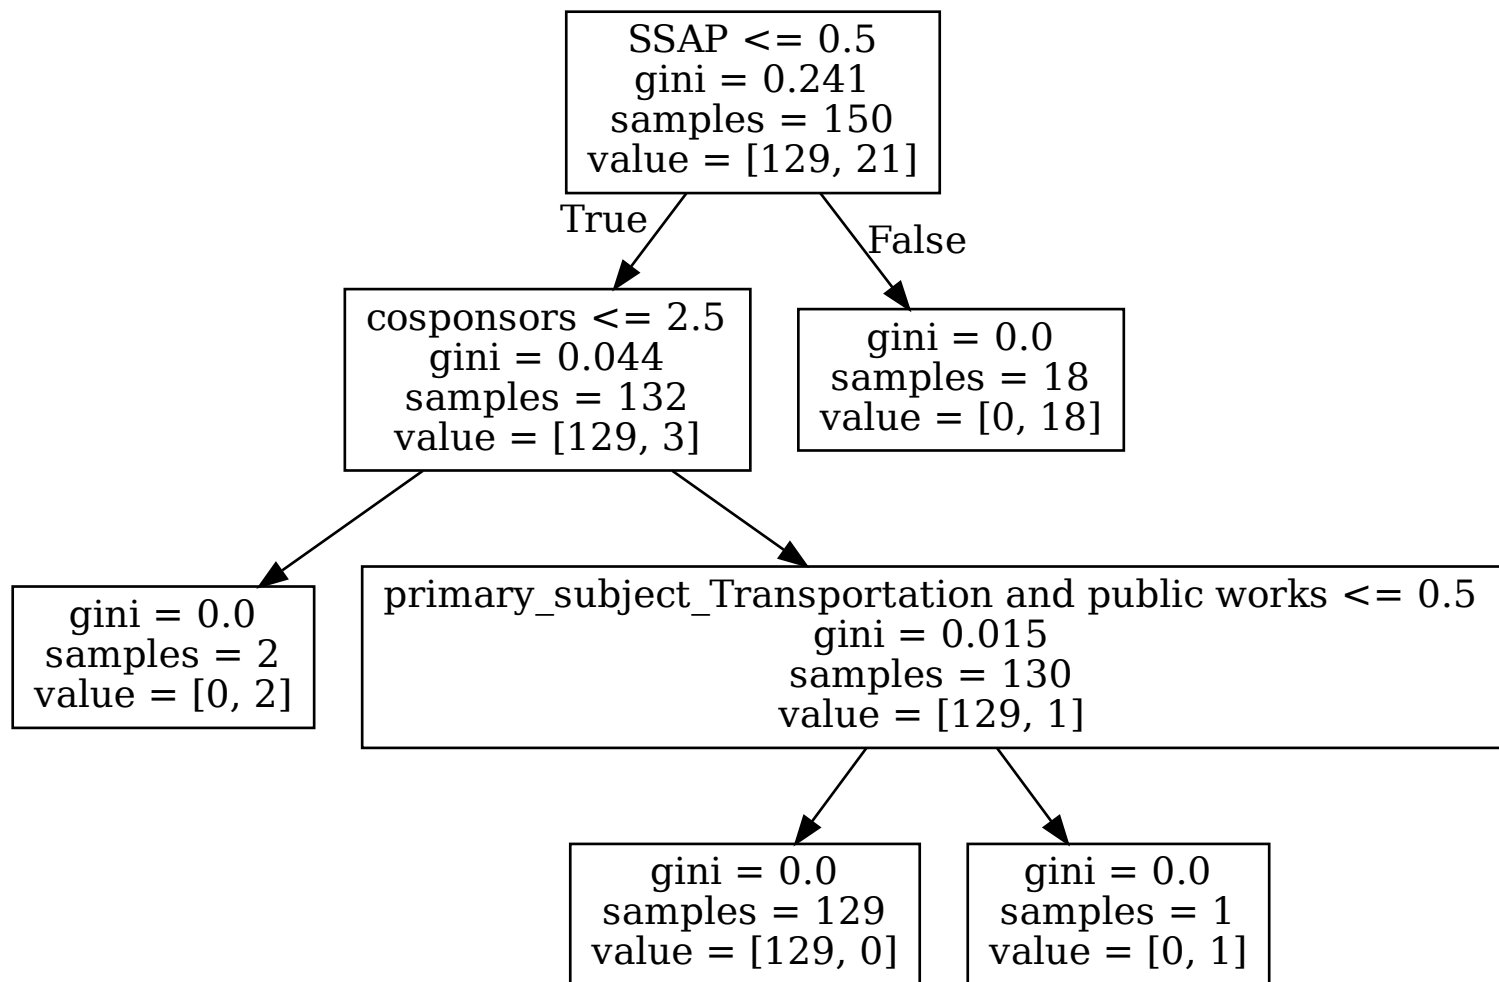 SSAP <= 0.5
gini = 0.241
samples = 150
value = [129, 21]
True
False
cosponsors <= 2.5
gini = 0.044
samples = 132
value = [129, 3]
gini = 0.0
samples = 18
value = [0, 18]
gini = 0.0
samples = 2
value = [0, 2]
primary_subject_Transportation and public works <= 0.5
gini = 0.015
samples = 130
value = [129, 1]
gini = 0.0
samples = 129
value = [129, 0]
gini = 0.0
samples = 1
value = [0, 1]